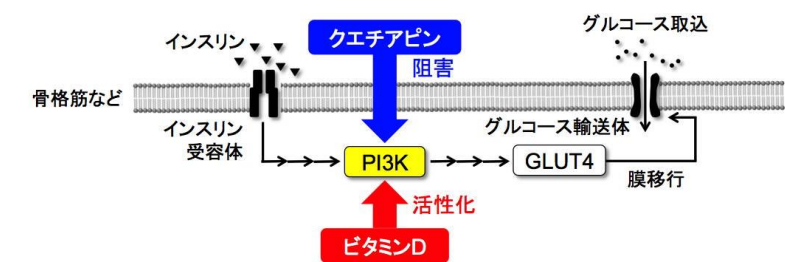 インスリン
クエチアピン
グルコース取込
阻害
骨格筋など
インスリン
受容体
グルコース輸送体
PI3K
GLUT4
膜移行
活性化
ビタミンD